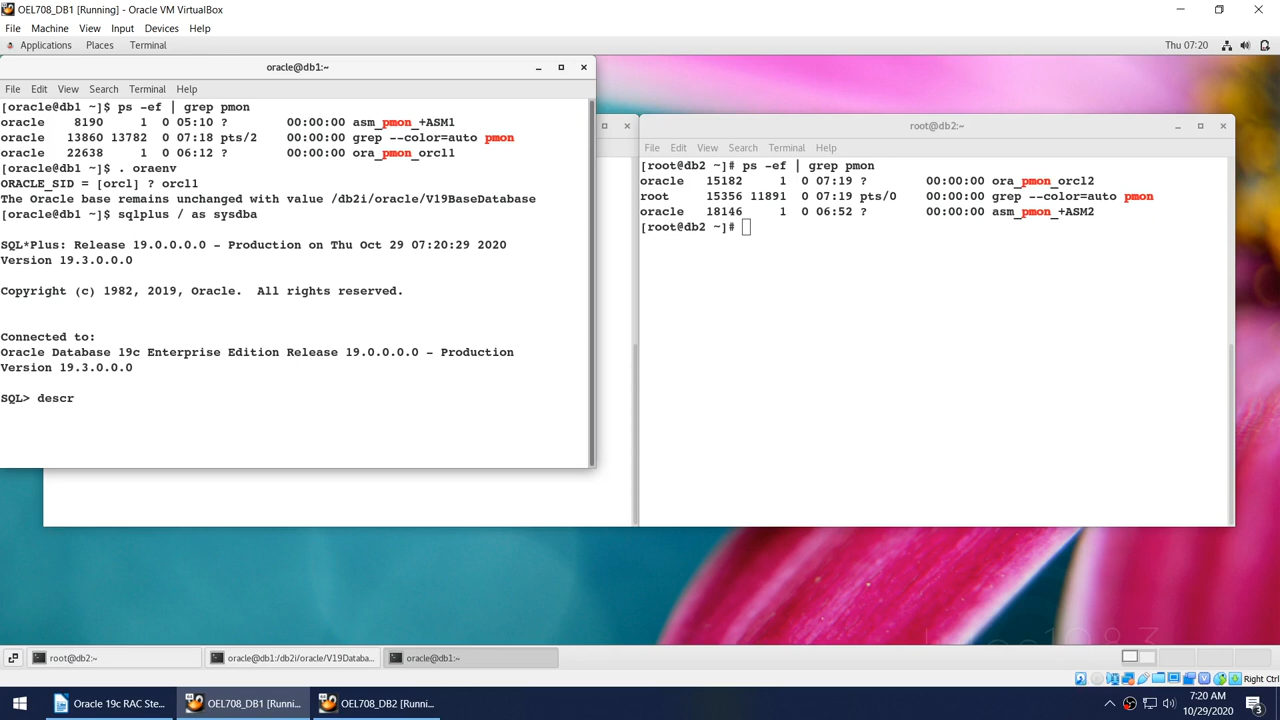 OEL708_DB1 [Running] - Oracle VM VirtualBox
File Machine View Input Devices Help
Applications Places Terminal Thu 07:20
oracle@db1:~
File Edit View Search Terminal Help
[oracle@db1 ~]$ ps -ef | grep pmon
oracle 8190 1 0 05:10 ? 00:00:00 asm_pmon_+ASM1
oracle 13860 13782 0 07:18 pts/2 00:00:00 grep --color=auto pmon
oracle 22638 1 0 06:12 ? 00:00:00 ora_pmon_orcl1
[oracle@db1 ~]$ . oraenv
ORACLE_SID = [orcl] ? orcl1
The Oracle base remains unchanged with value /db2i/oracle/V19BaseDatabase
[oracle@db1 ~]$ sqlplus / as sysdba
SQL*Plus: Release 19.0.0.0.0 - Production on Thu Oct 29 07:20:29 2020
Version 19.3.0.0.0
Copyright (c) 1982, 2019, Oracle. All rights reserved.
Connected to:
Oracle Database 19c Enterprise Edition Release 19.0.0.0.0 - Production
Version 19.3.0.0.0
SQL> descr
root@db2:~
File Edit View Search Terminal Help
[root@db2 ~]# ps -ef | grep pmon
oracle 15182 1 0 07:19 ? 00:00:00 ora_pmon_orcl2
root 15356 11891 0 07:19 pts/0 00:00:00 grep --color=auto pmon
oracle 18146 1 0 06:52 ? 00:00:00 asm_pmon_+ASM2
[root@db2 ~]#
root@db2:~ oracle@db1:/db2i/oracle/V19Databa... oracle@db1:~
Right Ctrl
Oracle 19c RAC Ste... OEL708_DB1 [Runni... OEL708_DB2 [Runni...
7:20 AM
10/29/2020
3